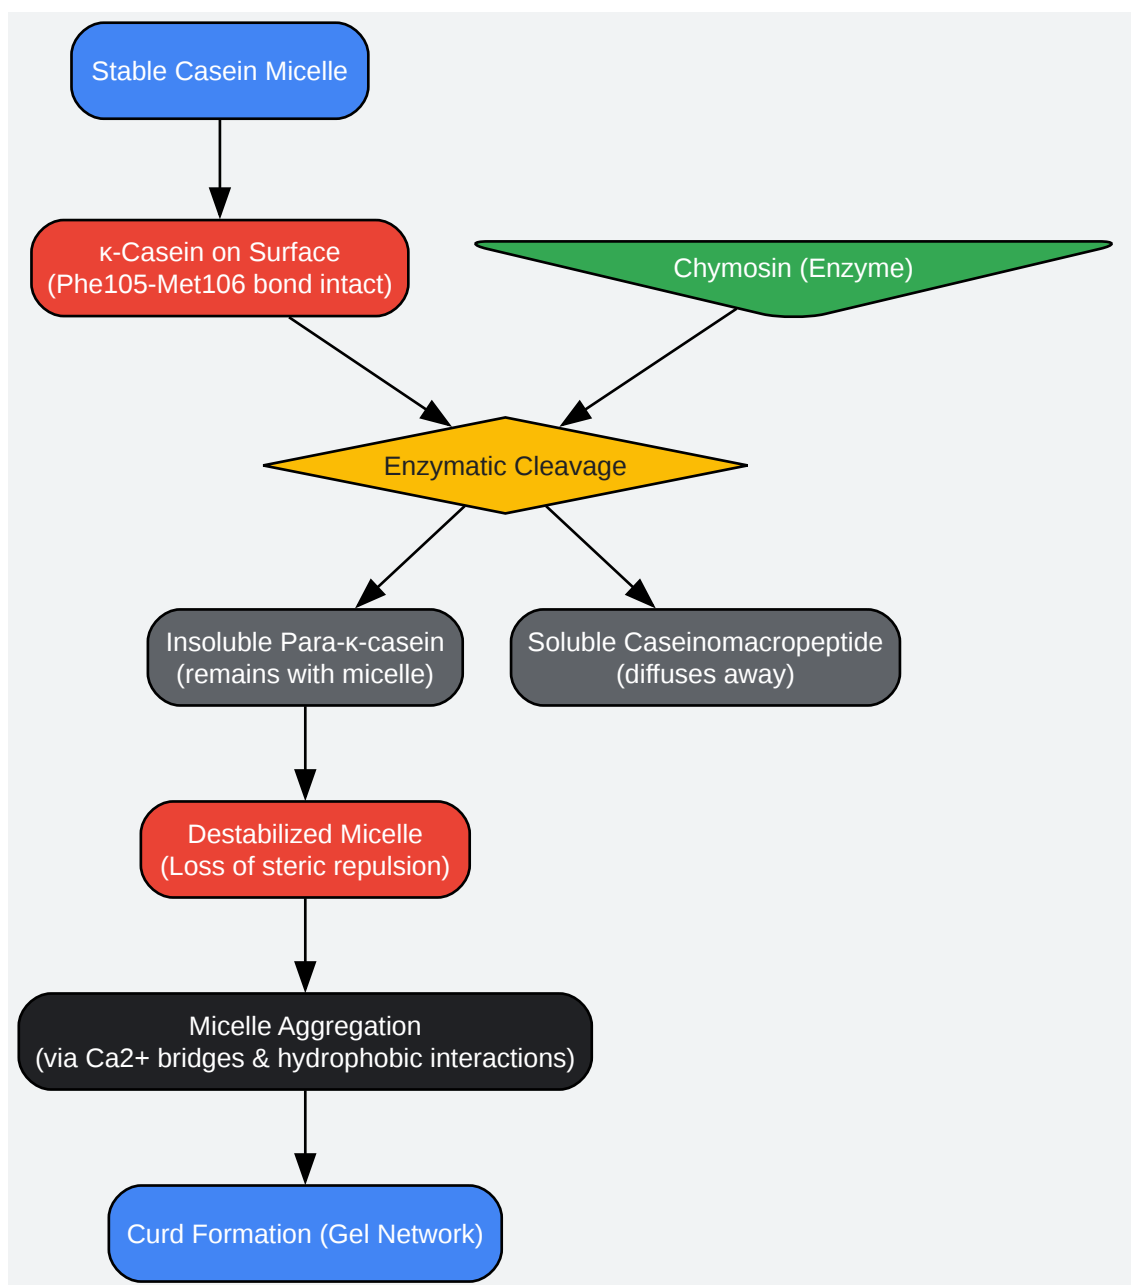 Stable Casein Micelle
κ-Casein on Surface
(Phe105-Met106 bond intact)
Chymosin (Enzyme)
Enzymatic Cleavage
Insoluble Para-κ-casein
(remains with micelle)
Soluble Caseinomacropeptide
(diffuses away)
Destabilized Micelle
(Loss of steric repulsion)
Micelle Aggregation
(via Ca2+ bridges & hydrophobic interactions)
Curd Formation (Gel Network)